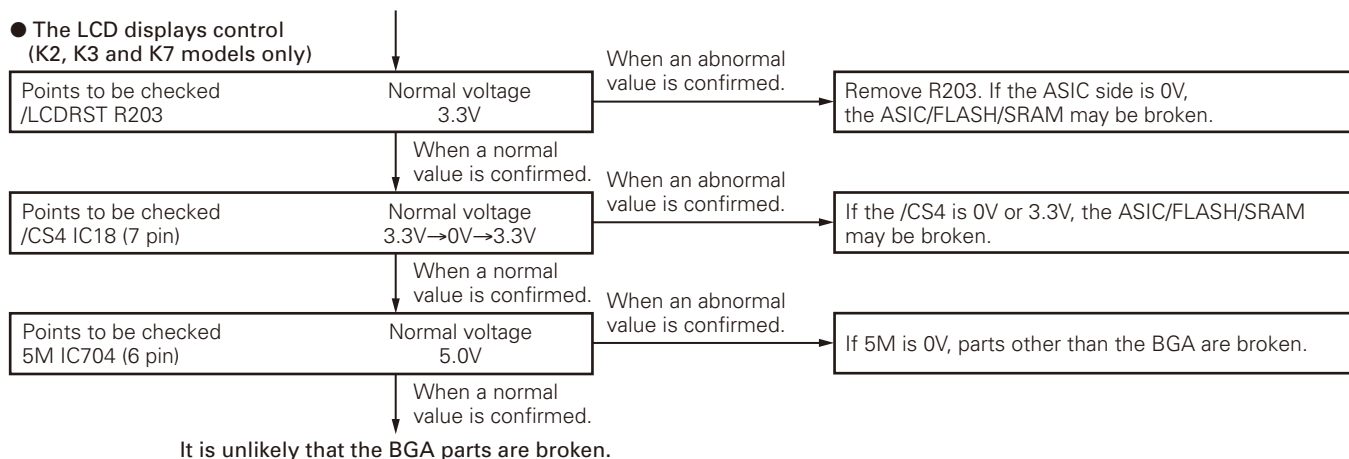 ● The LCD displays control
(K2, K3 and K7 models only)
When an abnormal
value is confirmed.
Points to be checked Normal voltage
/LCDRST R203 3.3V
Remove R203. If the ASIC side is 0V,
the ASIC/FLASH/SRAM may be broken.
When a normal
value is confirmed.
When an abnormal
value is confirmed.
Points to be checked Normal voltage
/CS4 IC18 (7 pin) 3.3V→0V→3.3V
If the /CS4 is 0V or 3.3V, the ASIC/FLASH/SRAM
may be broken.
When a normal
value is confirmed.
When an abnormal
value is confirmed.
Points to be checked Normal voltage
5M IC704 (6 pin) 5.0V
If 5M is 0V, parts other than the BGA are broken.
When a normal
value is confirmed.
It is unlikely that the BGA parts are broken.